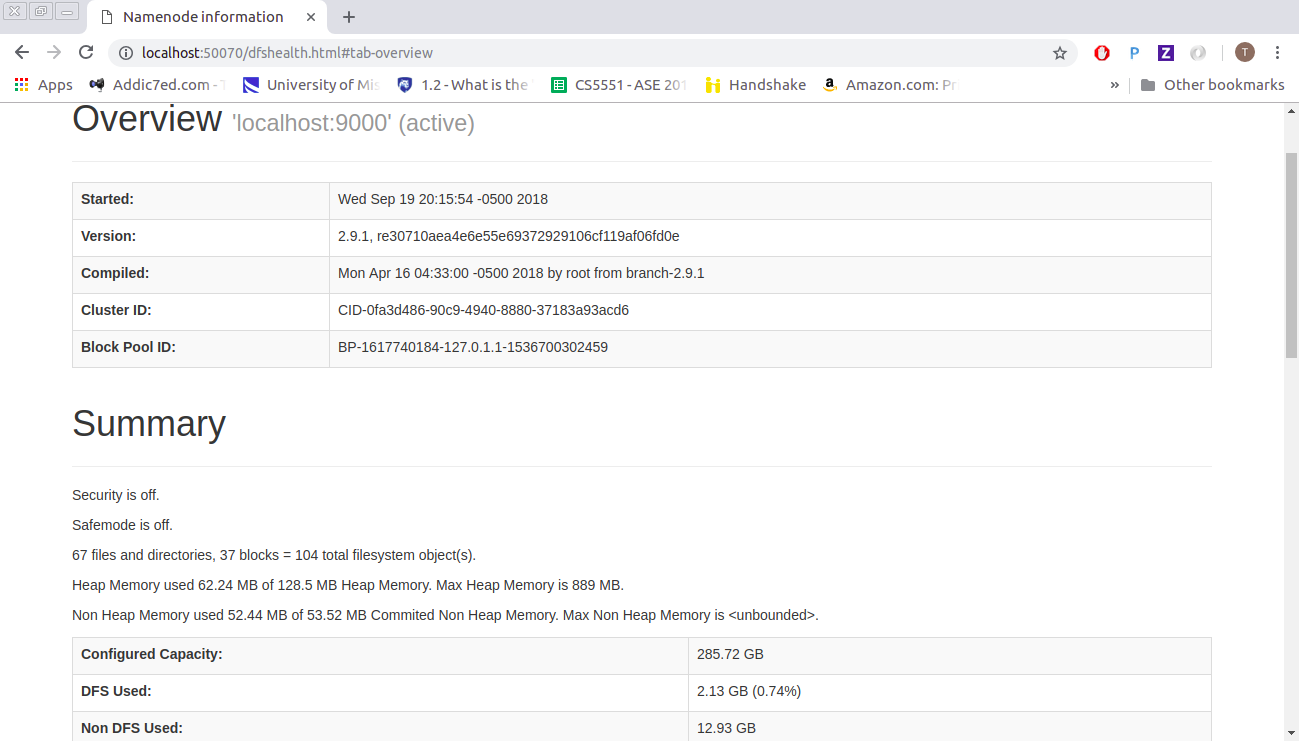 Namenode information
localhost:50070/dfshealth.html#tab-overview
P Z T
Apps Addic7ed.com - University of Mis 1.2 - What is the CS5551 - ASE 201 Handshake Amazon.com: Pr » Other bookmarks
Overview 'localhost:9000' (active)
Started: Wed Sep 19 20:15:54 -0500 2018
Version: 2.9.1, re30710aea4e6e55e69372929106cf119af06fd0e
Compiled: Mon Apr 16 04:33:00 -0500 2018 by root from branch-2.9.1
Cluster ID: CID-0fa3d486-90c9-4940-8880-37183a93acd6
Block Pool ID: BP-1617740184-127.0.1.1-1536700302459
Summary
Security is off.
Safemode is off.
67 files and directories, 37 blocks = 104 total filesystem object(s).
Heap Memory used 62.24 MB of 128.5 MB Heap Memory. Max Heap Memory is 889 MB.
Non Heap Memory used 52.44 MB of 53.52 MB Commited Non Heap Memory. Max Non Heap Memory is <unbounded>.
Configured Capacity: 285.72 GB
DFS Used: 2.13 GB (0.74%)
Non DFS Used: 12.93 GB